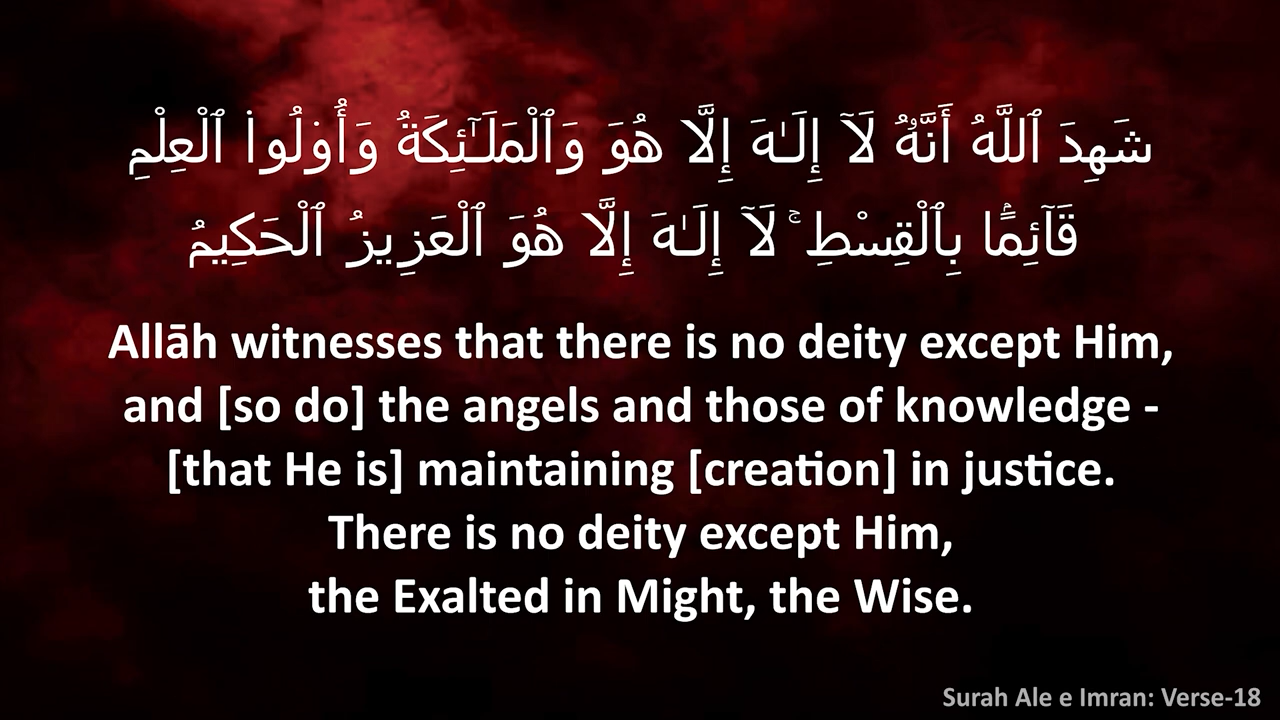 شَهِدَ ٱللَّهُ أَنَّهُۥ لَآ إِلَـٰهَ إِلَّا هُوَ وَٱلْمَلَـٰٓئِكَةُ وَأُو۟لُوا۟ ٱلْعِلْمِ
قَآئِمًۢا بِٱلْقِسْطِ ۚ لَآ إِلَـٰهَ إِلَّا هُوَ ٱلْعَزِيزُ ٱلْحَكِيمُ
Allāh witnesses that there is no deity except Him,
and [so do] the angels and those of knowledge -
[that He is] maintaining [creation] in justice.
There is no deity except Him,
the Exalted in Might, the Wise.
Surah Ale e Imran: Verse-18